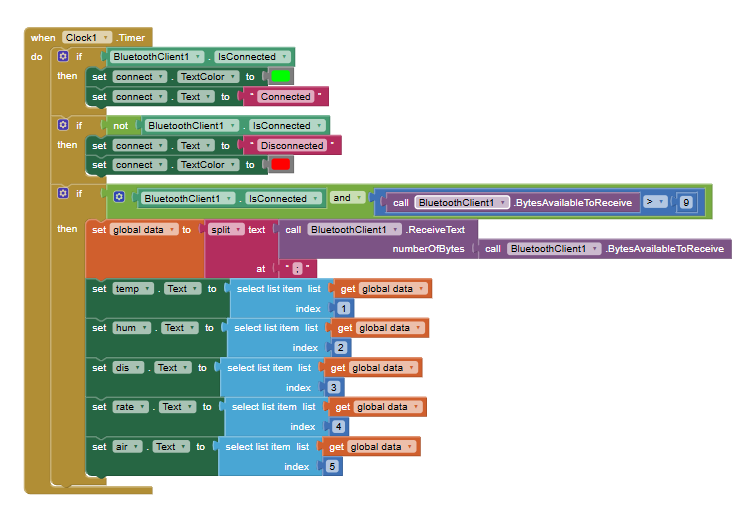 when Clock1 .Timer
do if BluetoothClient1 . IsConnected
then set connect . TextColor to
set connect . Text to " Connected "
if not BluetoothClient1 . IsConnected
then set connect . Text to " Disconnected "
set connect . TextColor to
if BluetoothClient1 . IsConnected and call BluetoothClient1 .BytesAvailableToReceive > 9
then set global data to split text call BluetoothClient1 .ReceiveText
numberOfBytes call BluetoothClient1 .BytesAvailableToReceive
at " ; "
set temp . Text to select list item list get global data
index 1
set hum . Text to select list item list get global data
index 2
set dis . Text to select list item list get global data
index 3
set rate . Text to select list item list get global data
index 4
set air . Text to select list item list get global data
index 5